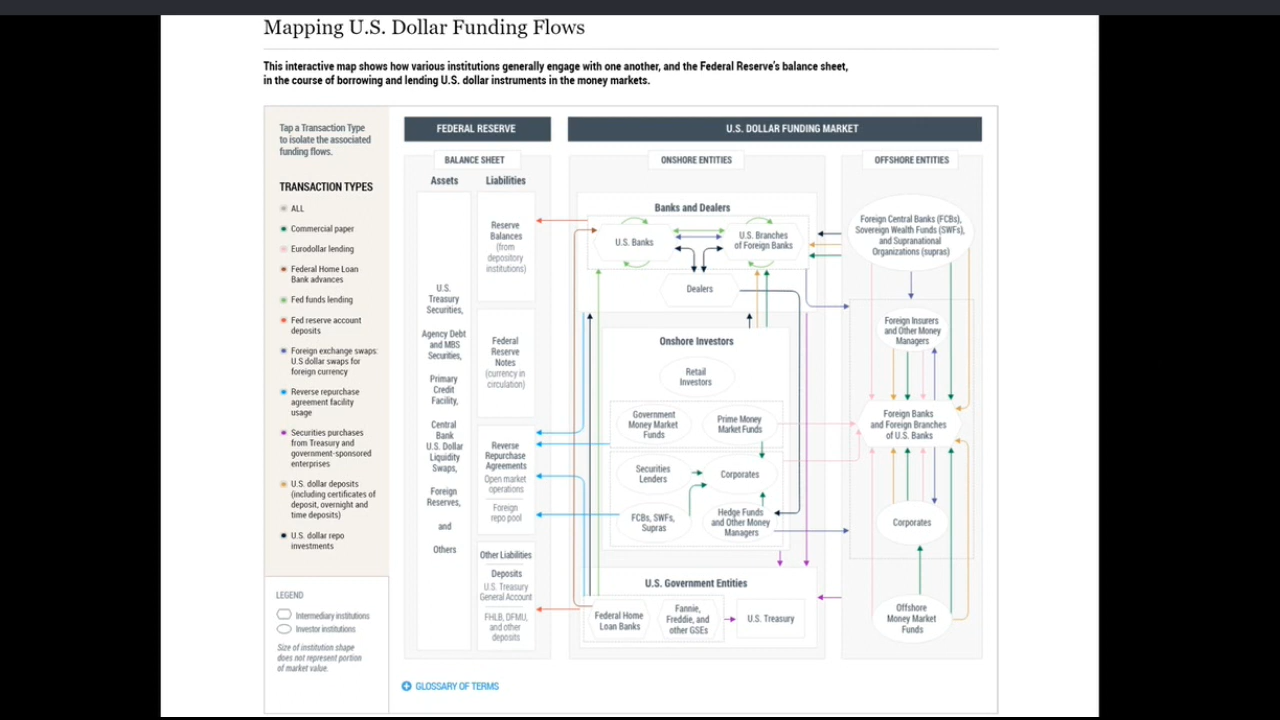 Mapping U.S. Dollar Funding Flows
This interactive map shows how various institutions generally engage with one another, and the Federal Reserve's balance sheet,
in the course of borrowing and lending U.S. dollar instruments in the money markets.
Tap a Transaction Type
to isolate the associated
funding flows.
TRANSACTION TYPES
ALL
Commercial paper
Eurodollar lending
Federal Home Loan
Bank advances
Fed funds lending
Fed reserve account
deposits
Foreign exchange swaps:
U.S dollar swaps for
foreign currency
Reverse repurchase
agreement facility
usage
Securities purchases
from Treasury and
government-sponsored
enterprises
U.S. dollar deposits
(including certificates of
deposit, overnight and
time deposits)
U.S. dollar repo
investments
LEGEND
Intermediary institutions
Investor institutions
Size of institution shape
does not represent portion
of market value.
FEDERAL RESERVE
BALANCE SHEET
Assets
Liabilities
U.S.
Treasury
Securities,
Agency Debt
and MBS
Securities,
Primary
Credit
Facility,
Central
Bank
U.S. Dollar
Liquidity
Swaps,
Foreign
Reserves,
and
Others
Reserve
Balances
(from
depository
institutions)
Federal
Reserve
Notes
(currency in
circulation)
Reverse
Repurchase
Agreements
Open market
operations
Foreign
repo pool
Other Liabilities
Deposits
U.S. Treasury
General Account
FHLB, DFMU,
and other
deposits
U.S. DOLLAR FUNDING MARKET
ONSHORE ENTITIES
Banks and Dealers
U.S. Banks
U.S. Branches
of Foreign Banks
Dealers
Onshore Investors
Retail
Investors
Government
Money Market
Funds
Prime Money
Market Funds
Securities
Lenders
Corporates
FCBs, SWFs,
Supras
Hedge Funds
and Other Money
Managers
U.S. Government Entities
Federal Home
Loan Banks
Fannie,
Freddie, and
other GSEs
U.S. Treasury
OFFSHORE ENTITIES
Foreign Central Banks (FCBs),
Sovereign Wealth Funds (SWFs),
and Supranational
Organizations (supras)
Foreign Insurers
and Other Money
Managers
Foreign Banks
and Foreign Branches
of U.S. Banks
Corporates
Offshore
Money Market
Funds
GLOSSARY OF TERMS